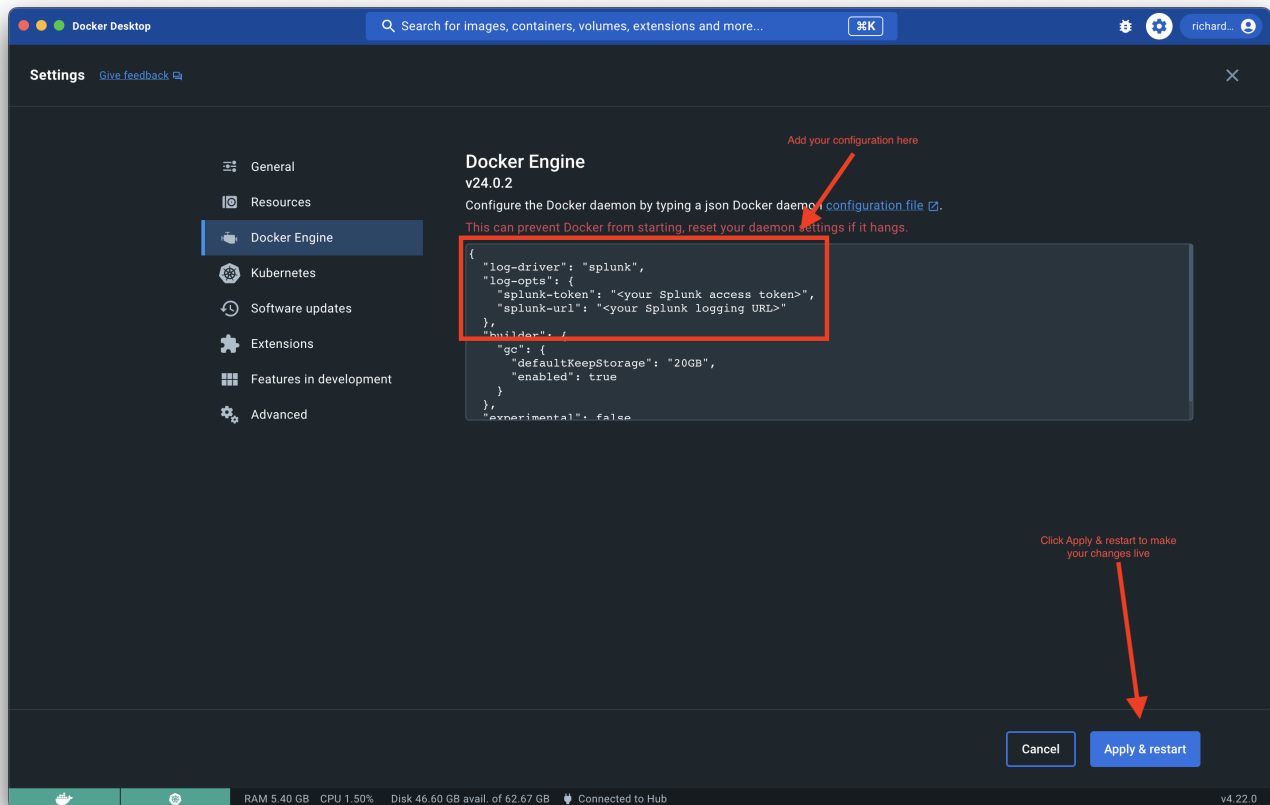 Docker Desktop
Search for images, containers, volumes, extensions and more...
⌘K
richard...
Settings
Give feedback
General
Resources
Docker Engine
Kubernetes
Software updates
Extensions
Features in development
Advanced
Add your configuration here
Docker Engine
v24.0.2
Configure the Docker daemon by typing a json Docker daemon configuration file.
This can prevent Docker from starting, reset your daemon settings if it hangs.
{
  "log-driver": "splunk",
  "log-opts": {
    "splunk-token": "<your Splunk access token>",
    "splunk-url": "<your Splunk logging URL>"
  },
  "builder": {
    "gc": {
      "defaultKeepStorage": "20GB",
      "enabled": true
    }
  },
  "experimental": false
Click Apply & restart to make
your changes live
Cancel
Apply & restart
RAM 5.40 GB CPU 1.50% Disk 46.60 GB avail. of 62.67 GB Connected to Hub
v4.22.0